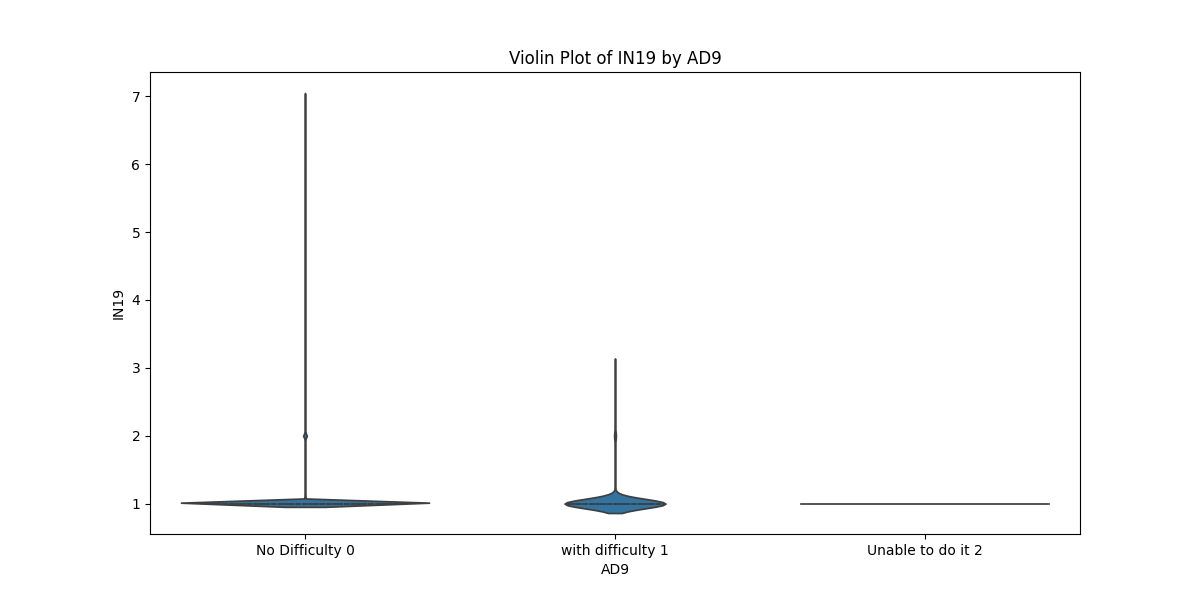 Violin Plot of IN19 by AD9
7
6
5
4
3
2
1
IN19
No Difficulty 0
with difficulty 1
Unable to do it 2
AD9